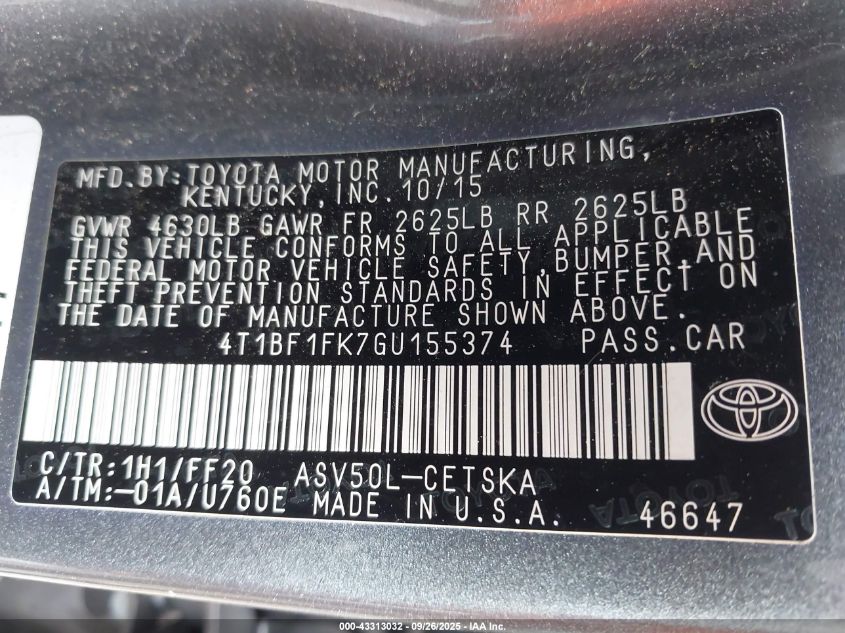 MFD.BY:TOYOTA MOTOR MANUFACTURING,
KENTUCKY,INC.10/15
GVWR 4630LB GAWR FR 2625LB RR 2625LB
THIS VEHICLE CONFORMS TO ALL APPLICABLE
FEDERAL MOTOR VEHICLE SAFETY,BUMPER,AND
THEFT PREVENTION STANDARDS IN EFFECT ON
THE DATE OF MANUFACTURE SHOWN ABOVE.
4T1BF1FK7GU155374 PASS.CAR
C/TR:1H1/FF20 ASV50L-CETSKA
A/TM:-01A/U760E MADE IN U.S.A. 46647
000-43313032 - 09/26/2025 - IAA Inc.